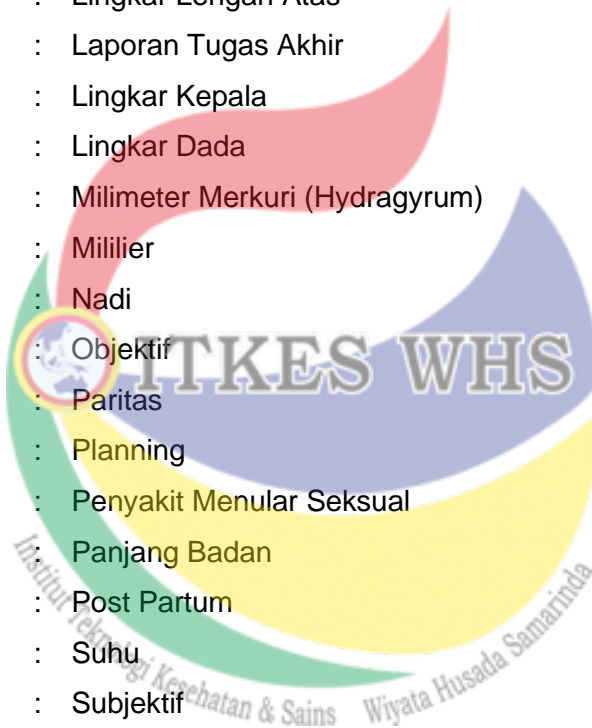 : Lingkar Lengan Atas
: Laporan Tugas Akhir
: Lingkar Kepala
: Lingkar Dada
: Milimeter Merkuri (Hydragyrum)
: Mililier
: Nadi
: Objektif
ITKES WHS
: Paritas
: Planning
: Penyakit Menular Seksual
: Panjang Badan
: Post Partum
: Suhu
: Subjektif
Institut Teknologi Kesehatan & Sains Wiyata Husada Samarinda